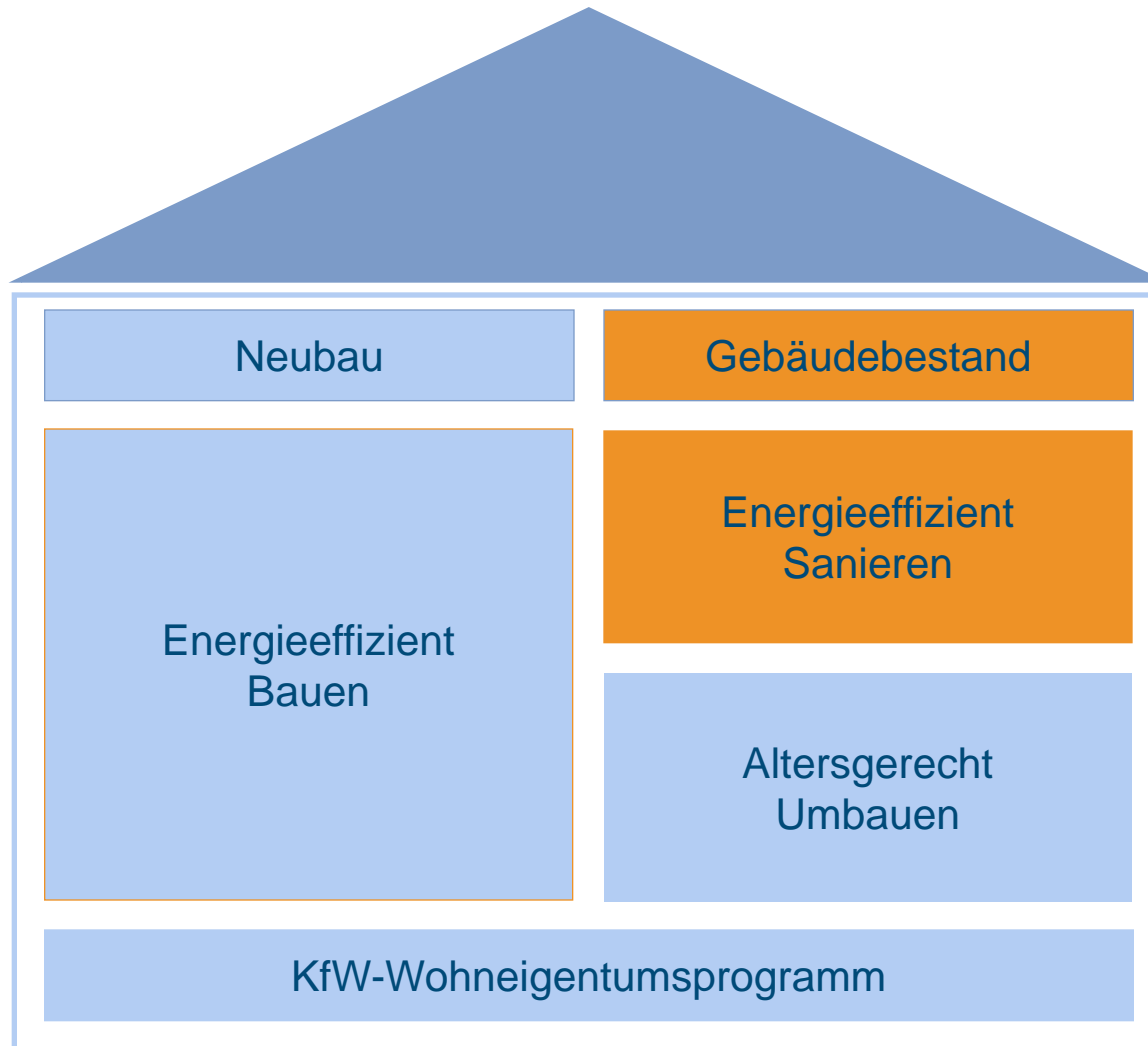 Neubau
Gebäudebestand
Energieeffizient
Bauen
Energieeffizient
Sanieren
Altersgerecht
Umbauen
KfW-Wohneigentumsprogramm